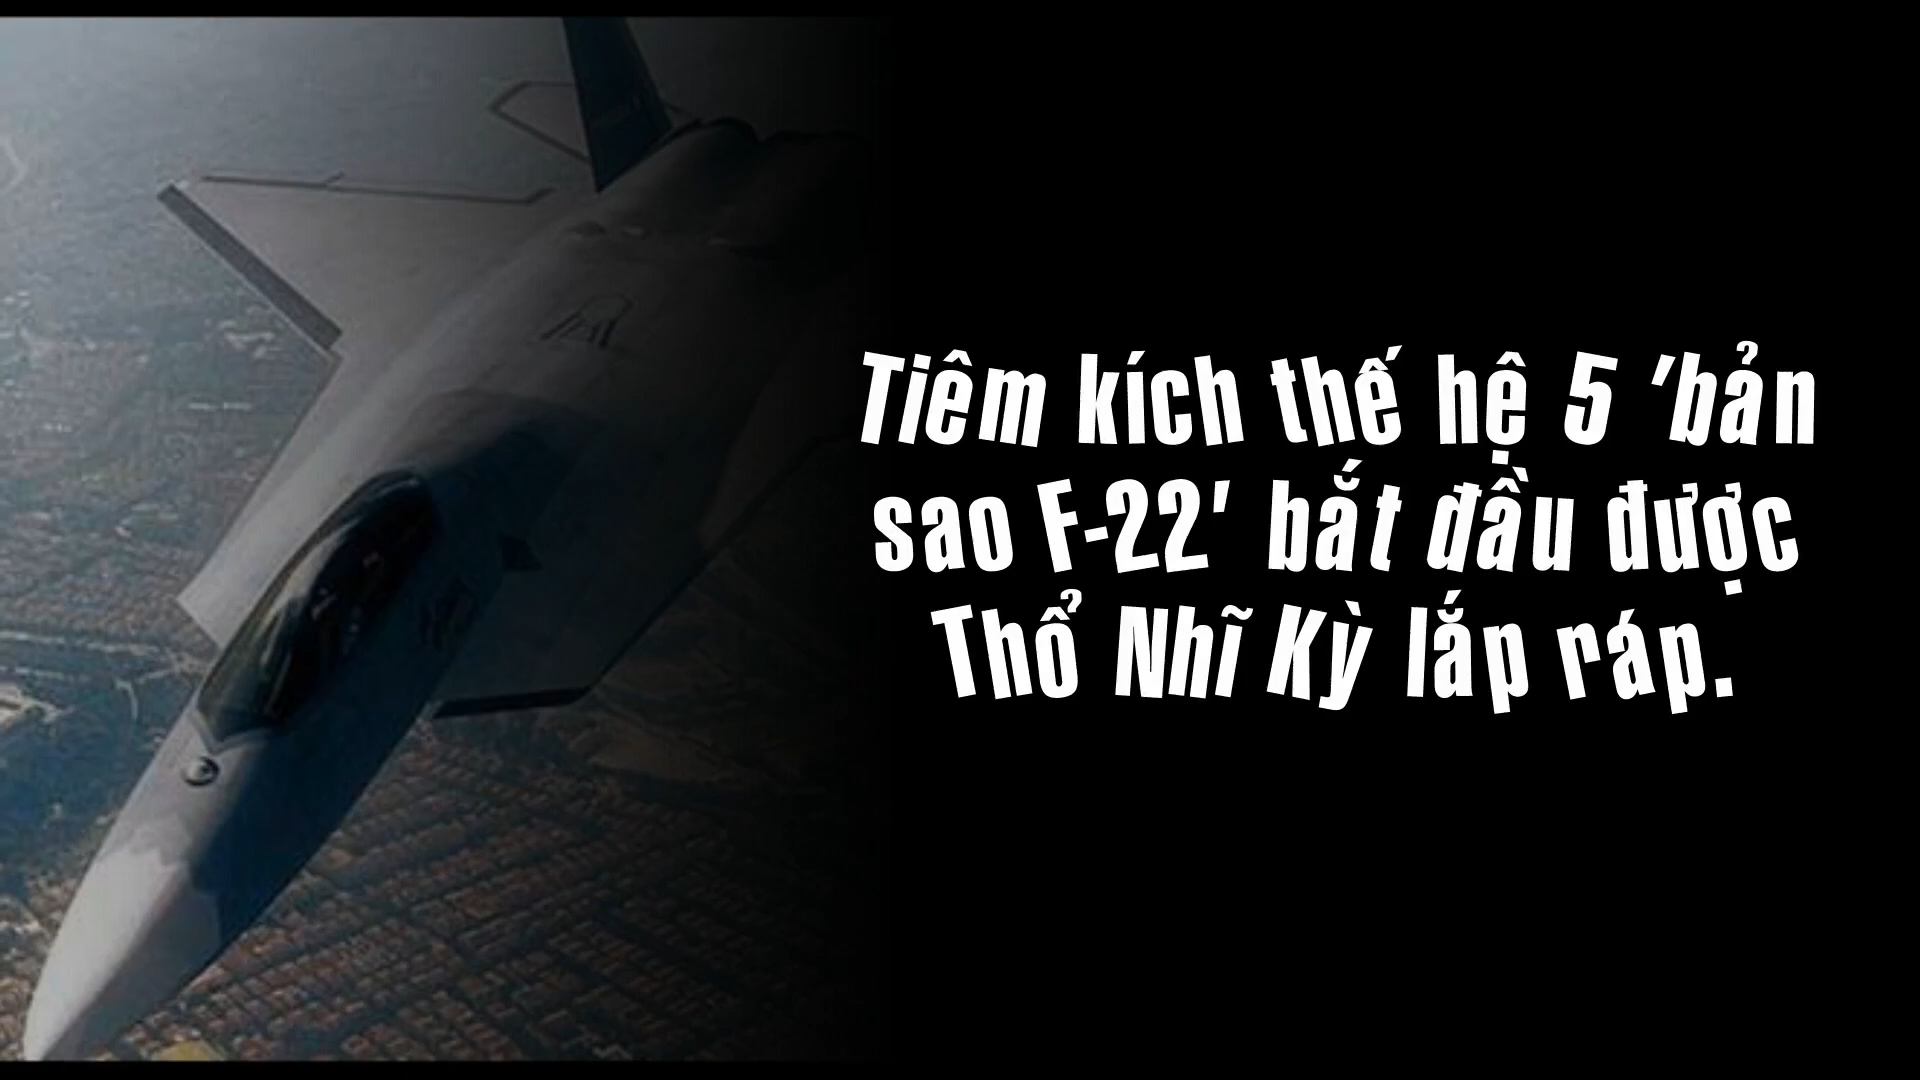 Tiêm kích thế hệ 5 'bản
sao F-22' bắt đầu được
Thổ Nhĩ Kỳ lắp ráp.